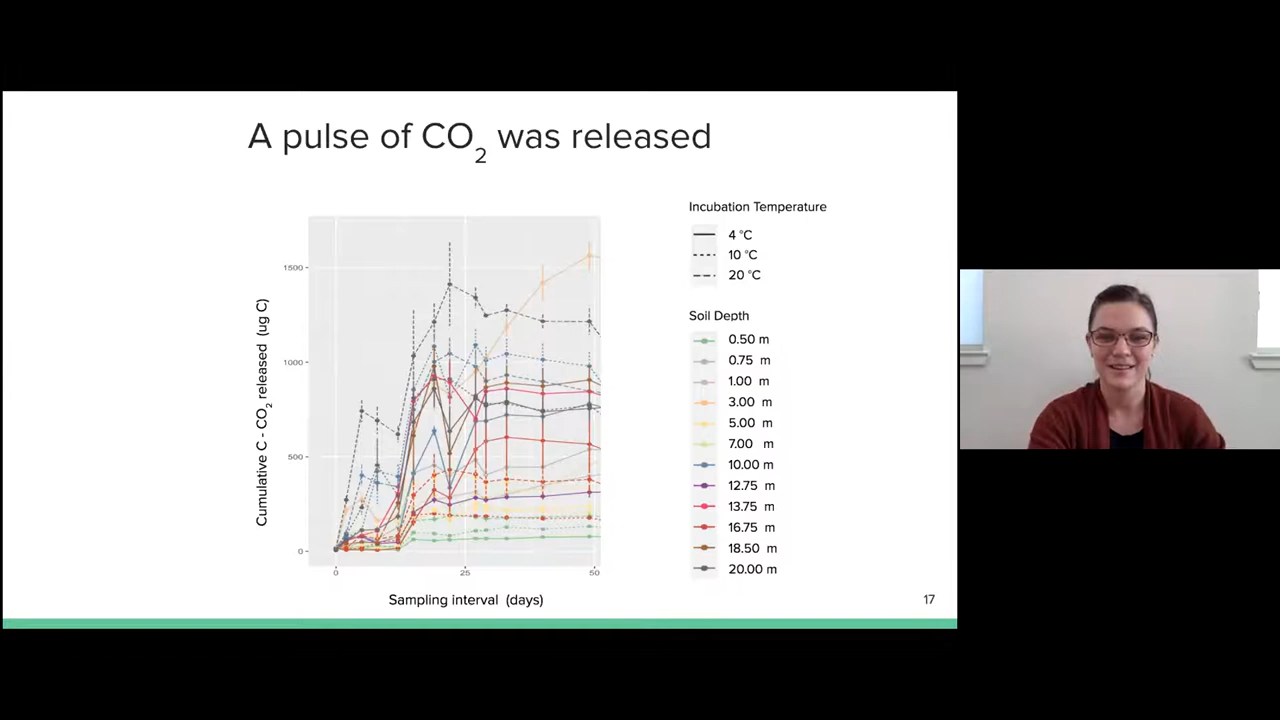 A pulse of CO2 was released
Incubation Temperature
4 °C
10 °C
20 °C
Soil Depth
0.50 m
0.75 m
1.00 m
3.00 m
5.00 m
7.00 m
10.00 m
12.75 m
13.75 m
16.75 m
18.50 m
20.00 m
Cumulative C - CO2 released (ug C)
1500
1000
500
0
0 25 50
Sampling interval (days)
17